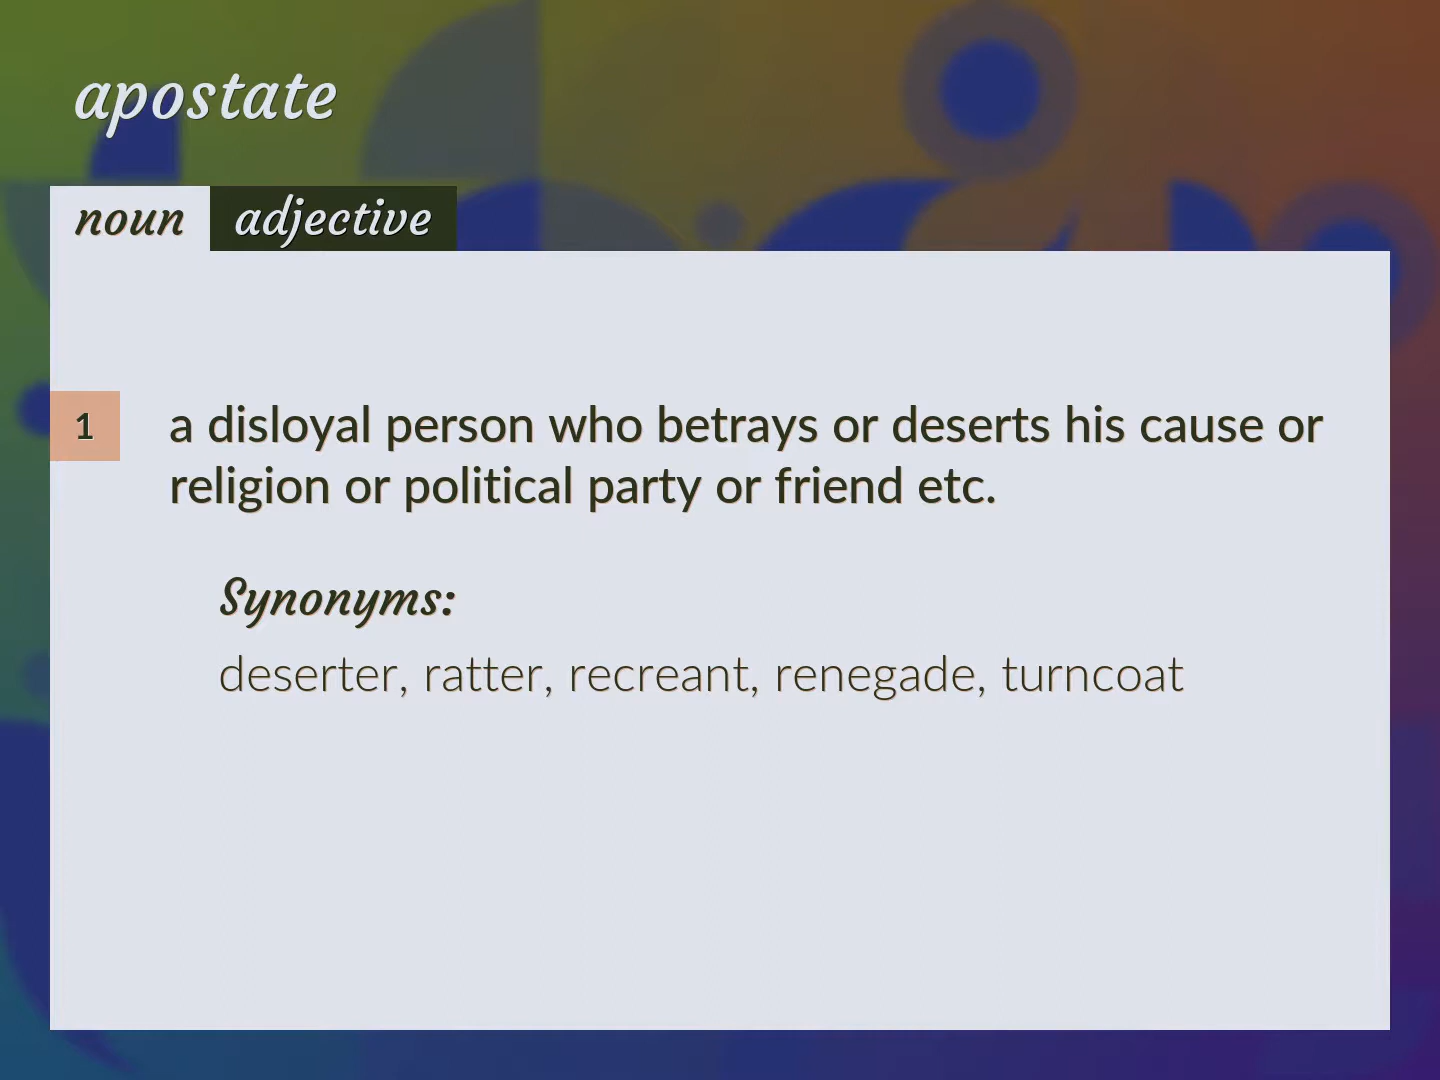 apostate
noun adjective
1 a disloyal person who betrays or deserts his cause or
religion or political party or friend etc.
Synonyms:
deserter, ratter, recreant, renegade, turncoat